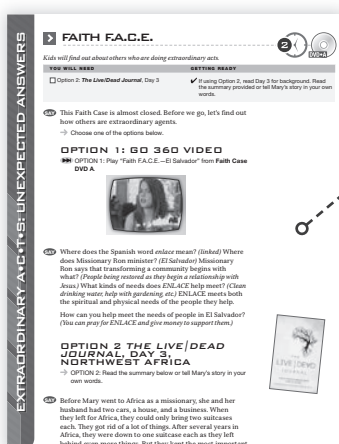 EXTRAORDINARY A•C•T•S: UNEXPECTED ANSWERS
FAITH F.A.C.E.
2
DVD•A
Kids will find out about others who are doing extraordinary acts.
YOU WILL NEED
GETTING READY
Option 2: The Live/Dead Journal, Day 3
✔ If using Option 2, read Day 3 for background. Read
the summary provided or tell Mary's story in your own
words.
SAY This Faith Case is almost closed. Before we go, let's find out
how others are extraordinary agents.
→ Choose one of the options below.
OPTION 1: GO 360 VIDEO
OPTION 1: Play "Faith F.A.C.E.—El Salvador" from Faith Case
DVD A.
SAY Where does the Spanish word enlace mean? (linked) Where
does Missionary Ron minister? (El Salvador) Missionary
Ron says that transforming a community begins with
what? (People being restored as they begin a relationship with
Jesus.) What kinds of needs does ENLACE help meet? (Clean
drinking water, help with gardening, etc.) ENLACE meets both
the spiritual and physical needs of the people they help.
How can you help meet the needs of people in El Salvador?
(You can pray for ENLACE and give money to support them.)
OPTION 2 THE LIVE/DEAD
JOURNAL, DAY 3,
NORTHWEST AFRICA
→ OPTION 2: Read the summary below or tell Mary's story in your
own words.
LIVE|DEAD
JOURNAL
SAY Before Mary went to Africa as a missionary, she and her
husband had two cars, a house, and a business. When
they left for Africa, they could only bring two suitcases
each. They got rid of a lot of things. After several years in
Africa, they were down to one suitcase each as they left
behind even more things. But they kept the most important